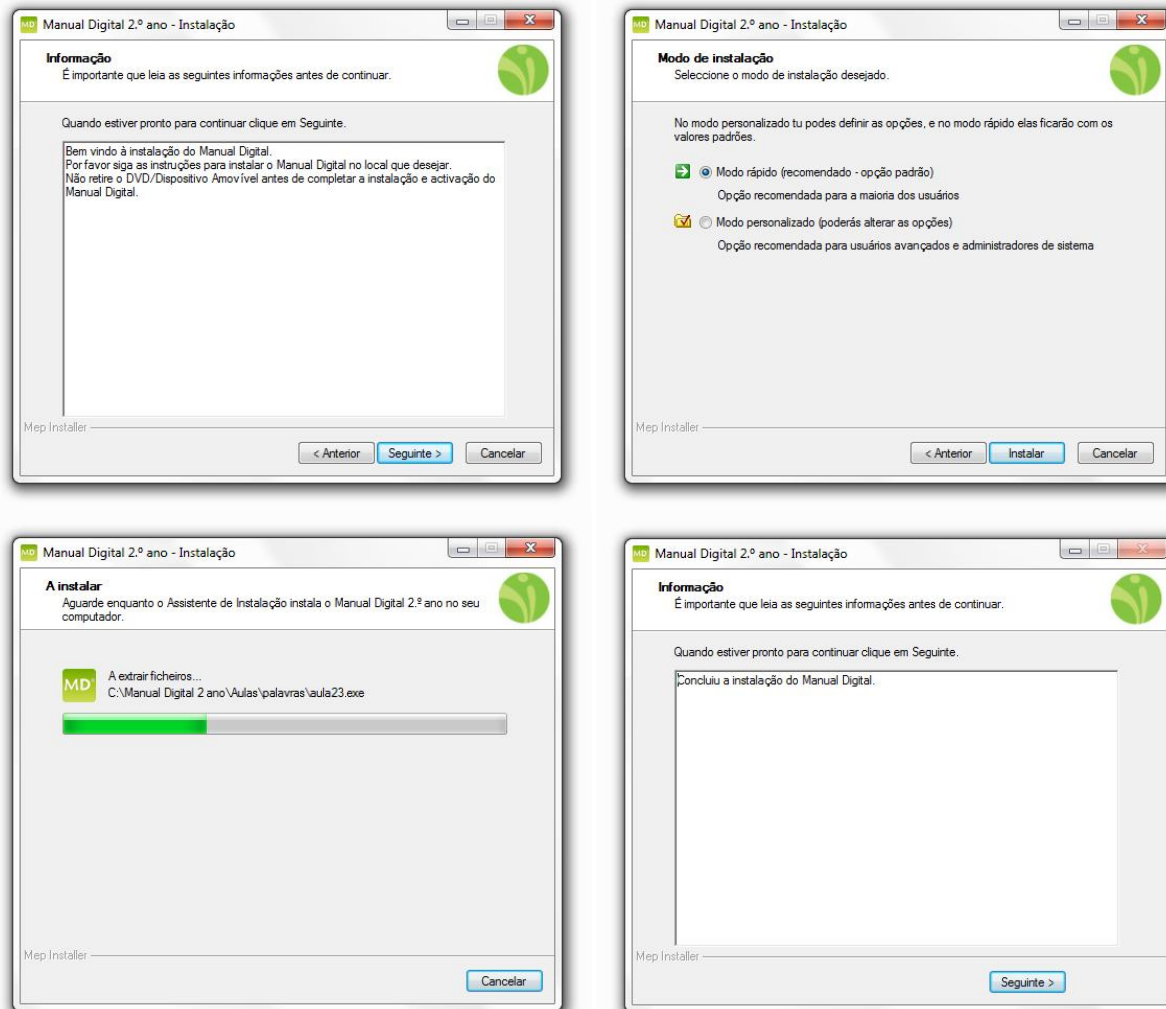 MD Manual Digital 2.º ano - Instalação
Informação
É importante que leia as seguintes informações antes de continuar.
Quando estiver pronto para continuar clique em Seguinte.
Bem vindo à instalação do Manual Digital.
Por favor siga as instruções para instalar o Manual Digital no local que desejar.
Não retire o DVD/Dispositivo Amovível antes de completar a instalação e activação do
Manual Digital.
Mep Installer
< Anterior Seguinte > Cancelar
MD Manual Digital 2.º ano - Instalação
Modo de instalação
Seleccione o modo de instalação desejado.
No modo personalizado tu podes definir as opções, e no modo rápido elas ficarão com os
valores padrões.
Modo rápido (recomendado - opção padrão)
Opção recomendada para a maioria dos usuários
Modo personalizado (poderás alterar as opções)
Opção recomendada para usuários avançados e administradores de sistema
Mep Installer
< Anterior Instalar Cancelar
MD Manual Digital 2.º ano - Instalação
A instalar
Aguarde enquanto o Assistente de Instalação instala o Manual Digital 2.º ano no seu
computador.
MD A extrair ficheiros...
C:\Manual Digital 2 ano\Aulas\palavras\aula23.exe
Mep Installer
Cancelar
MD Manual Digital 2.º ano - Instalação
Informação
É importante que leia as seguintes informações antes de continuar.
Quando estiver pronto para continuar clique em Seguinte.
Concluiu a instalação do Manual Digital.
Mep Installer
Seguinte >